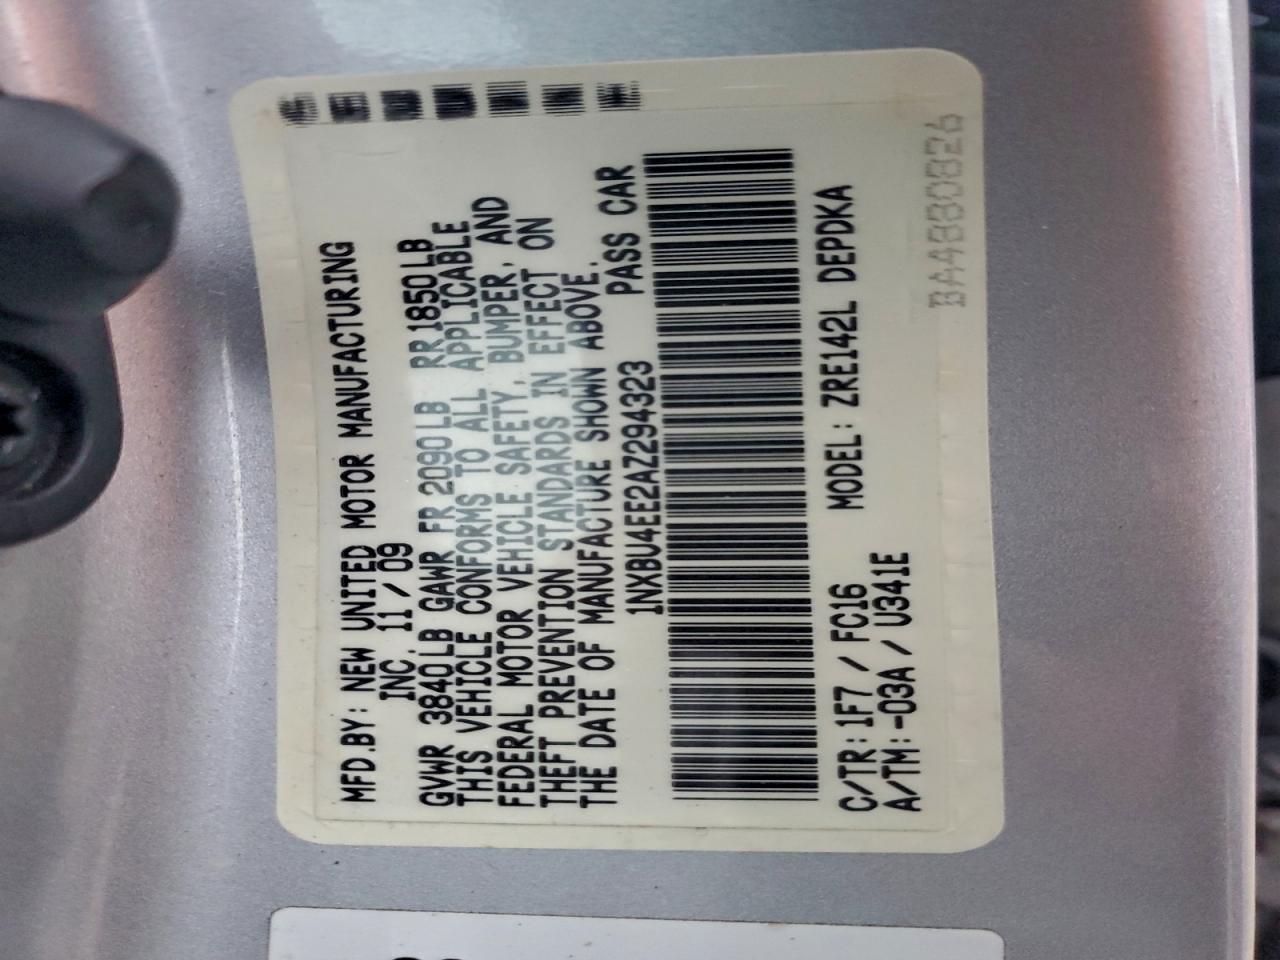 MFD.BY: NEW UNITED MOTOR MANUFACTURING
INC. 11/09
GVWR 3840LB GAWR FR 2090LB RR 1850LB
THIS VEHICLE CONFORMS TO ALL APPLICABLE
FEDERAL MOTOR VEHICLE SAFETY, BUMPER, AND
THEFT PREVENTION STANDARDS IN EFFECT ON
THE DATE OF MANUFACTURE SHOWN ABOVE.
1NXBU4EE2AZ294323 PASS CAR
C/TR: 1F7 / FC16 MODEL: ZRE142L DEPDKA
A/TM: -03A / U341E